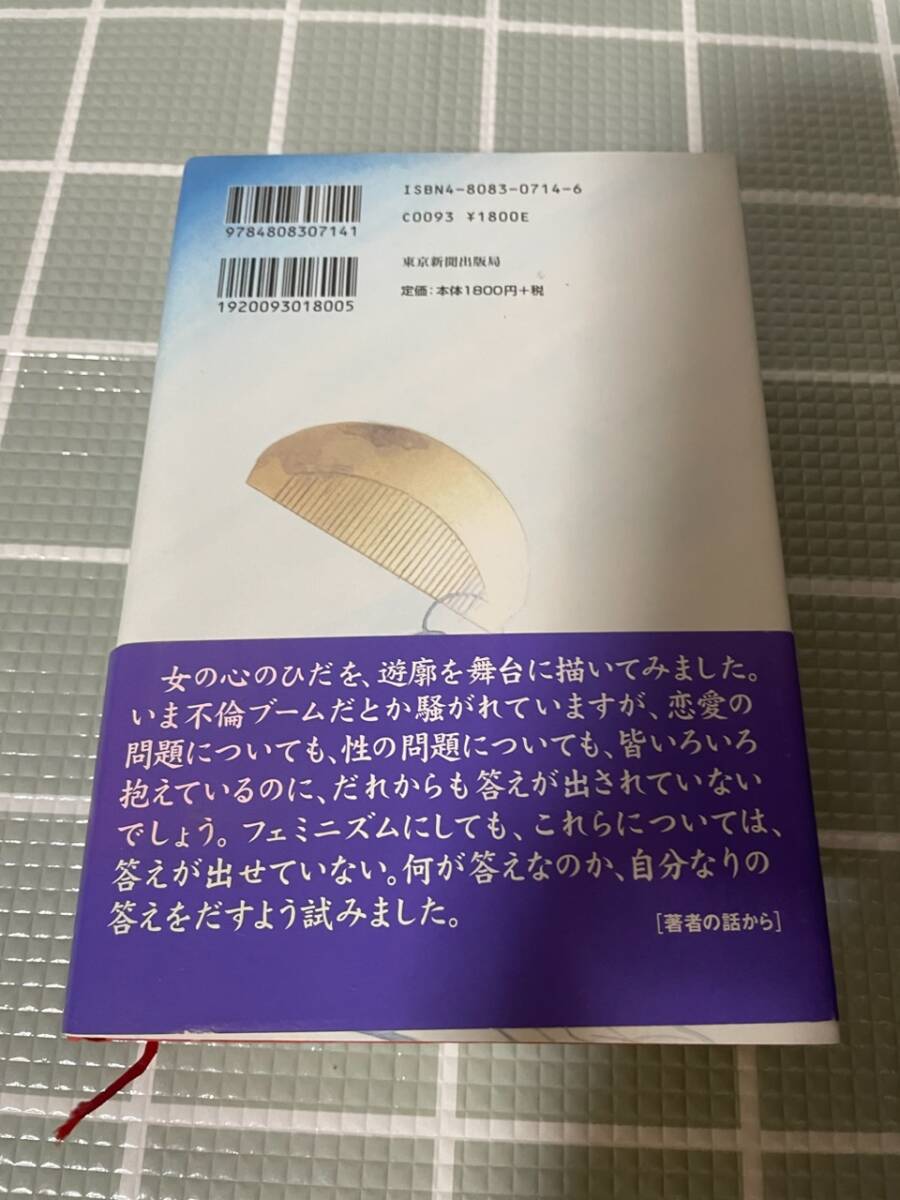 ISBN4-8083-0714-6
C0093 ¥1800E
9784808307141
東京新聞出版局
定価:本体1800円+税
1920093018005
女の心のひだを、遊廓を舞台に描いてみました。
いま不倫ブームだとか騒がれていますが、恋愛の
問題についても、性の問題についても、皆いろいろ
抱えているのに、だれからも答えが出されていない
でしょう。フェミニズムにしても、これらについては、
答えが出せていない。何が答えなのか、自分なりの
答えをだすよう試みました。
[著者の話から]